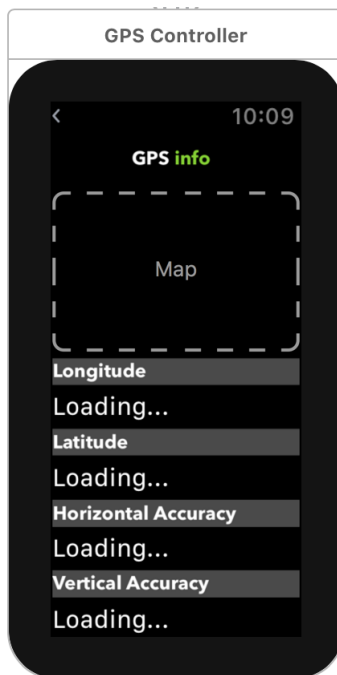 GPS Controller
<
10:09
GPS info
Map
Longitude
Loading...
Latitude
Loading...
Horizontal Accuracy
Loading...
Vertical Accuracy
Loading...